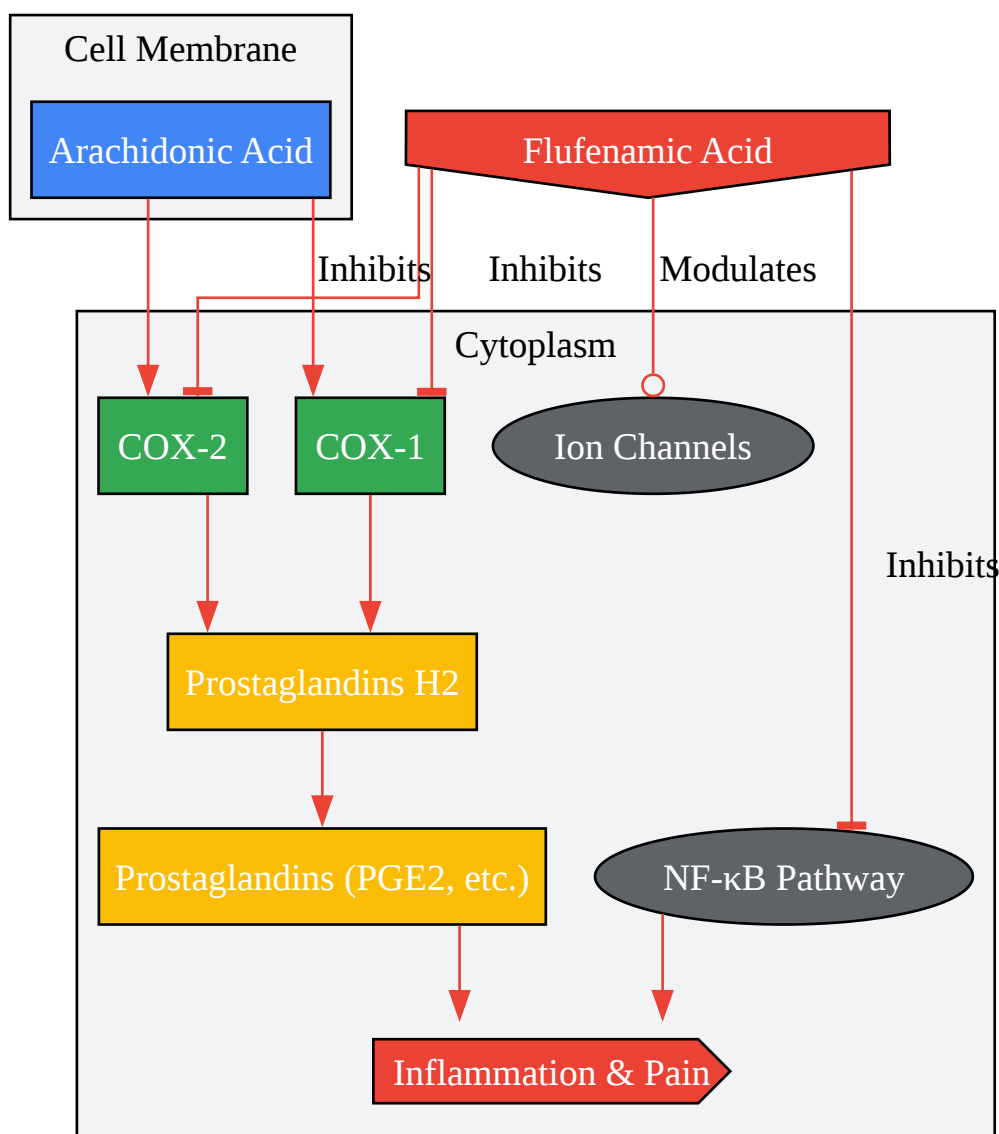 Cell Membrane
Arachidonic Acid
Flufenamic Acid
Inhibits
Inhibits
Modulates
Cytoplasm
COX-2
COX-1
Ion Channels
Inhibits
Prostaglandins H2
Prostaglandins (PGE2, etc.)
NF-κB Pathway
Inflammation & Pain